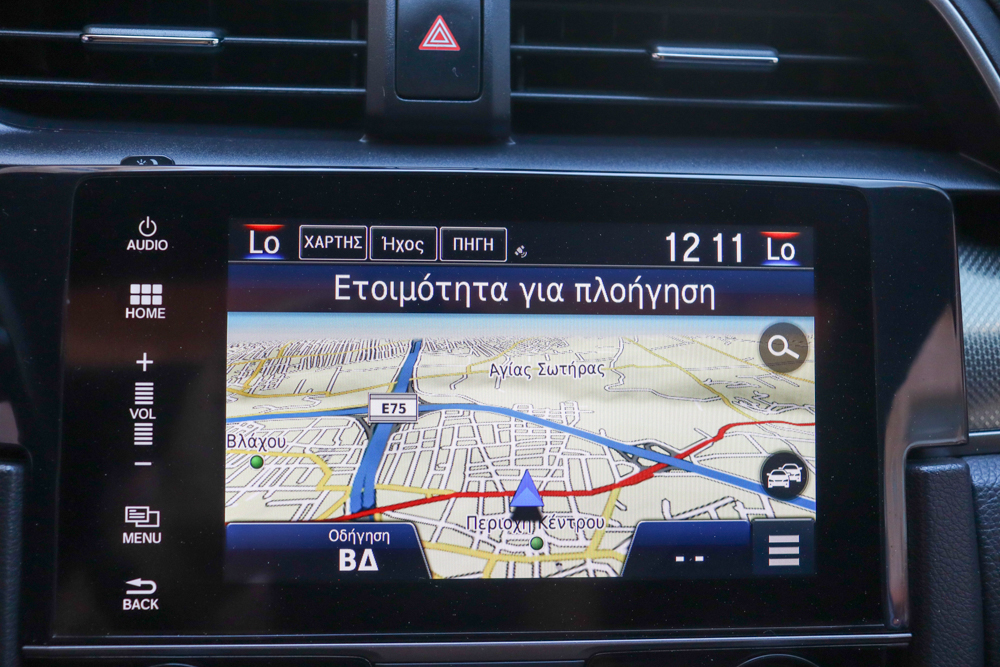 AUDIO
HOME
+
VOL
−
MENU
BACK
Lo ΧΑΡΤΗΣ Ήχος ΠΗΓΗ 12 11 Lo
Ετοιμότητα για πλοήγηση
Αγίας Σωτήρας
E75
Βλάχου
Περιοχή Κέντρου
Οδήγηση
ΒΔ
--